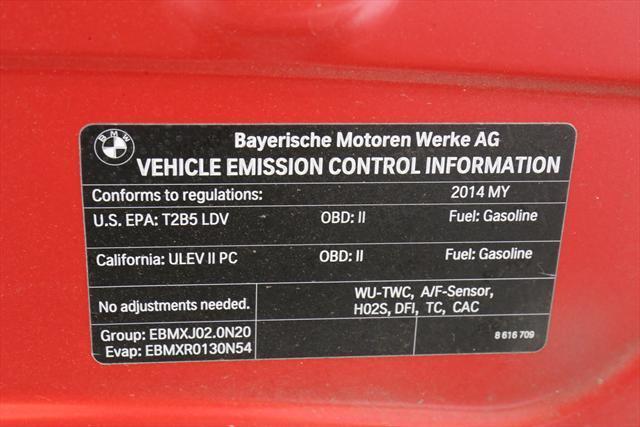 BMW
Bayerische Motoren Werke AG
VEHICLE EMISSION CONTROL INFORMATION
Conforms to regulations: 2014 MY
U.S. EPA: T2B5 LDV OBD: II Fuel: Gasoline
California: ULEV II PC OBD: II Fuel: Gasoline
No adjustments needed.
WU-TWC, A/F-Sensor,
H02S, DFI, TC, CAC
Group: EBMXJ02.0N20
Evap: EBMXR0130N54
8 616 709